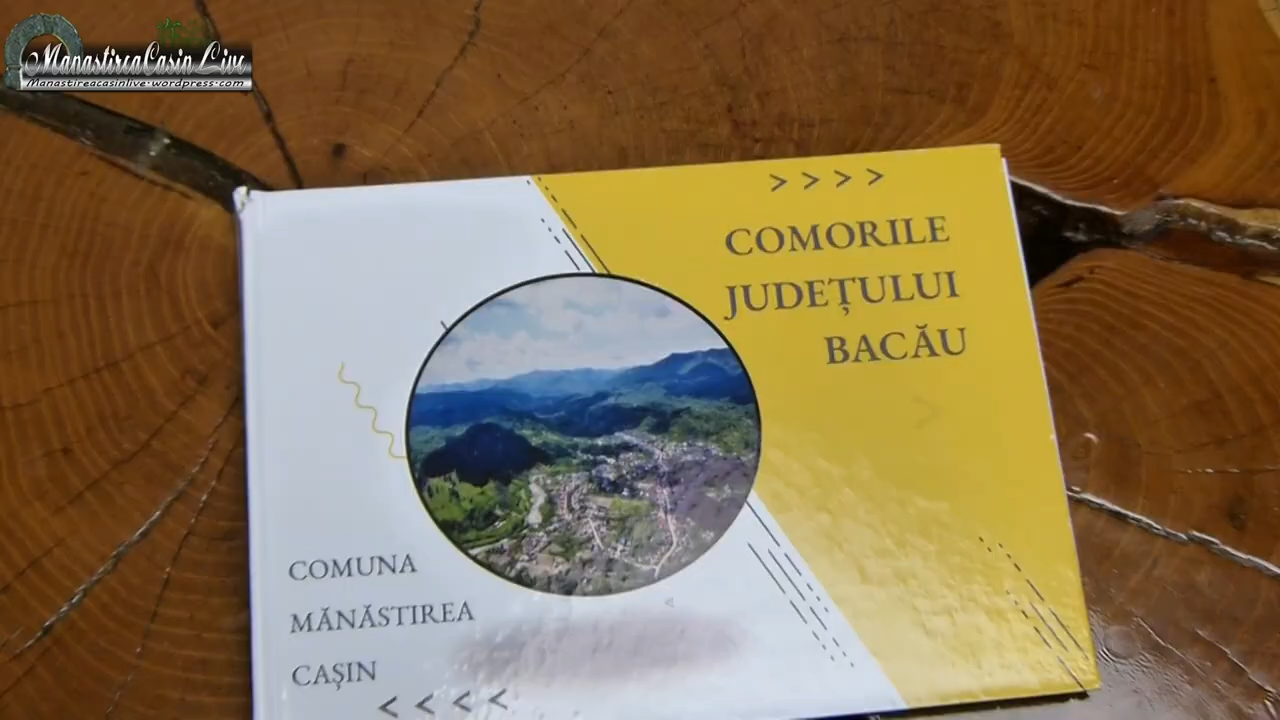 ManastireaCasinLive
Manastireacasinlive.wordpress.com
> > > >
COMORILE
JUDEȚULUI
BACĂU
COMUNA
MĂNĂSTIREA
CAȘIN
< < < <